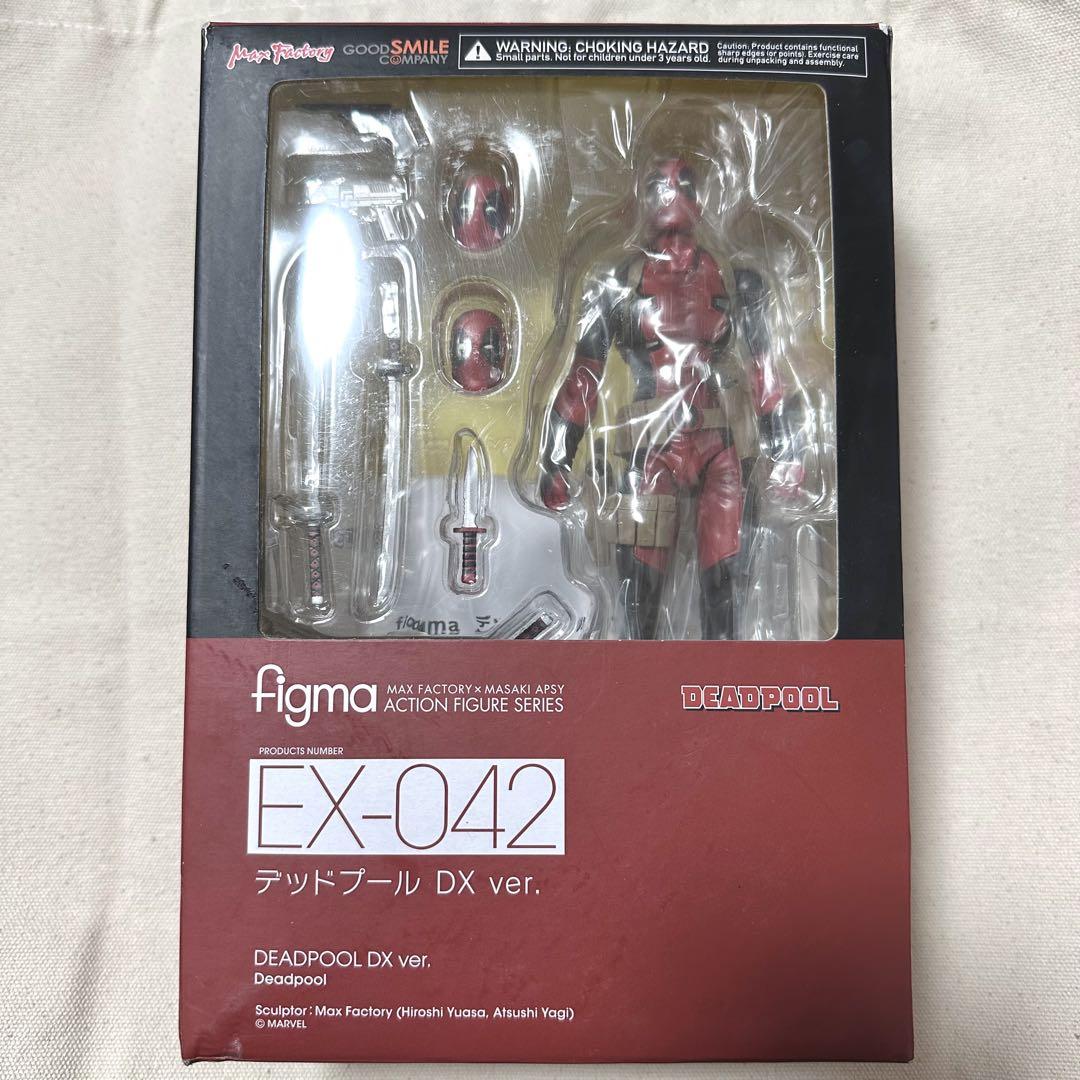 Max Factory
GOOD SMILE COMPANY
WARNING: CHOKING HAZARD
Small parts. Not for children under 3 years old.
Caution: Product contains functional
sharp edges (or points). Exercise care
during unpacking and assembly.
figma
figma
MAX FACTORY × MASAKI APSY
ACTION FIGURE SERIES
DEADPOOL
PRODUCTS NUMBER
EX-042
デッドプール DX ver.
DEADPOOL DX ver.
Deadpool
Sculptor : Max Factory (Hiroshi Yuasa, Atsushi Yagi)
© MARVEL